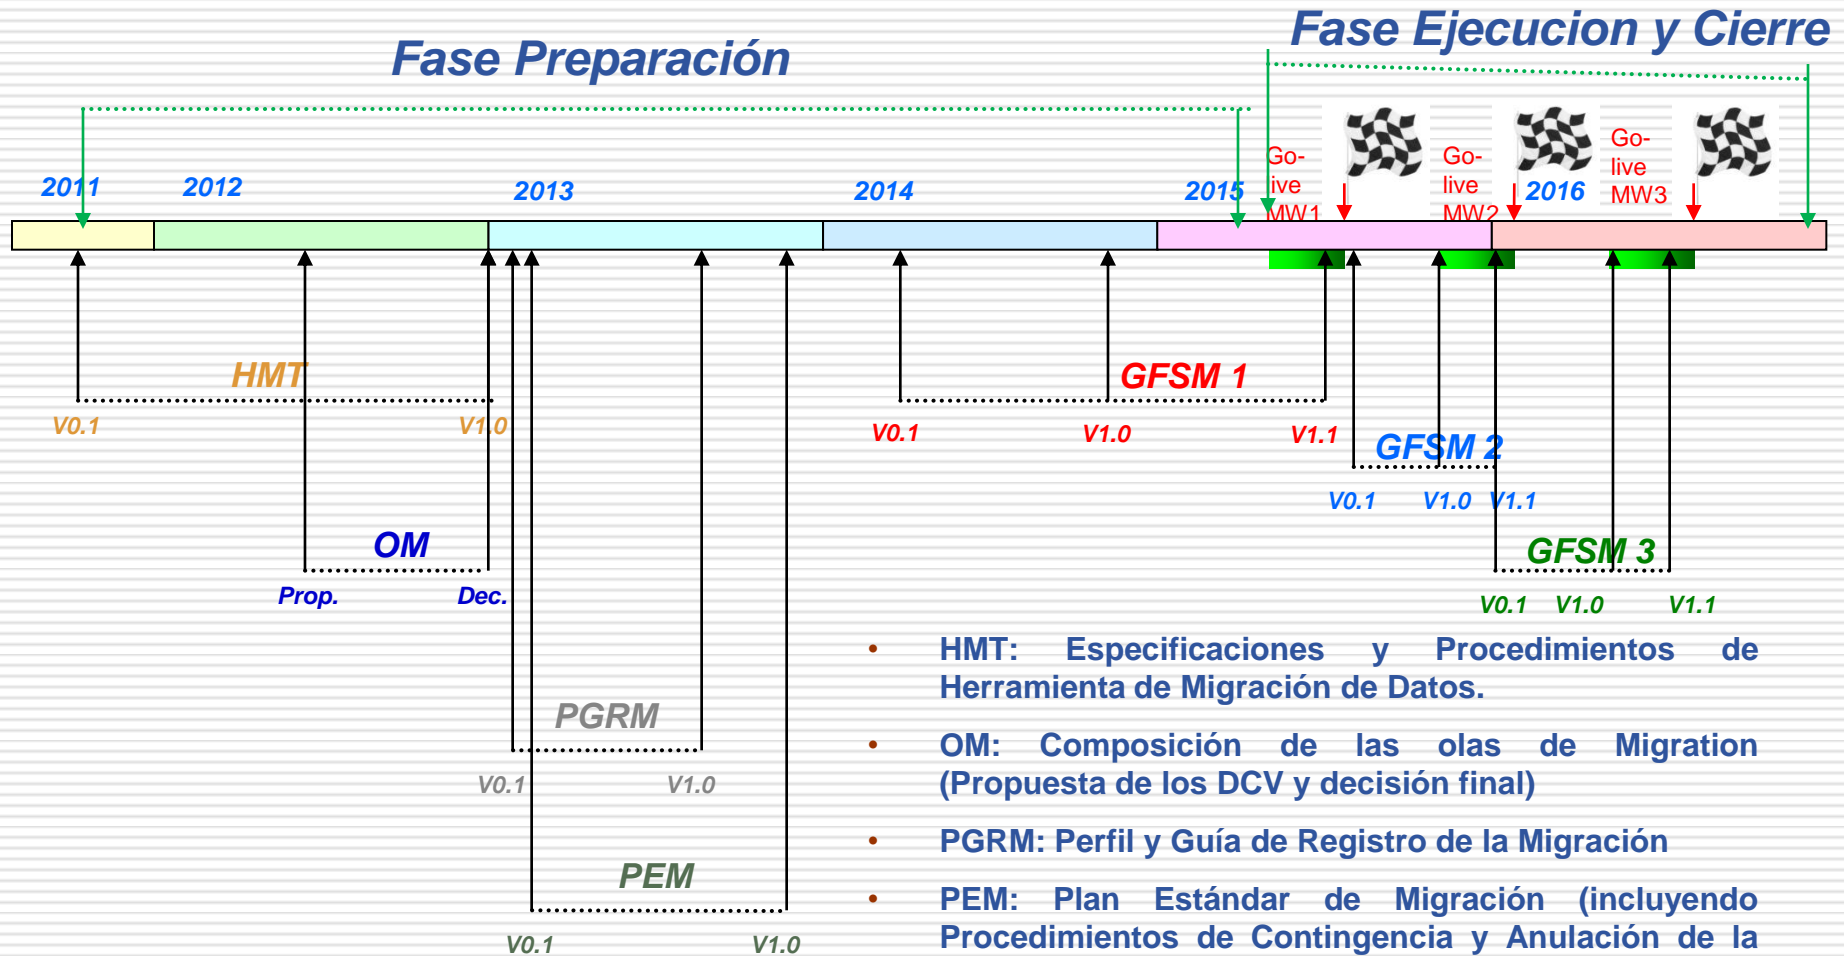 Fase Preparación
Fase Ejecucion y Cierre
2011
2012
2013
2014
2015
Go-
live
MW1
Go-
live
MW2
2016
Go-
live
MW3
HMT
V0.1
V1.0
OM
Prop.
Dec.
PGRM
V0.1
V1.0
PEM
V0.1
V1.0
GFSM 1
V0.1
V1.0
V1.1
GFSM 2
V0.1
V1.0
V1.1
GFSM 3
V0.1
V1.0
V1.1
• HMT: Especificaciones y Procedimientos de
Herramienta de Migración de Datos.
• OM: Composición de las olas de Migration
(Propuesta de los DCV y decisión final)
• PGRM: Perfil y Guía de Registro de la Migración
• PEM: Plan Estándar de Migración (incluyendo
Procedimientos de Contingencia y Anulación de la